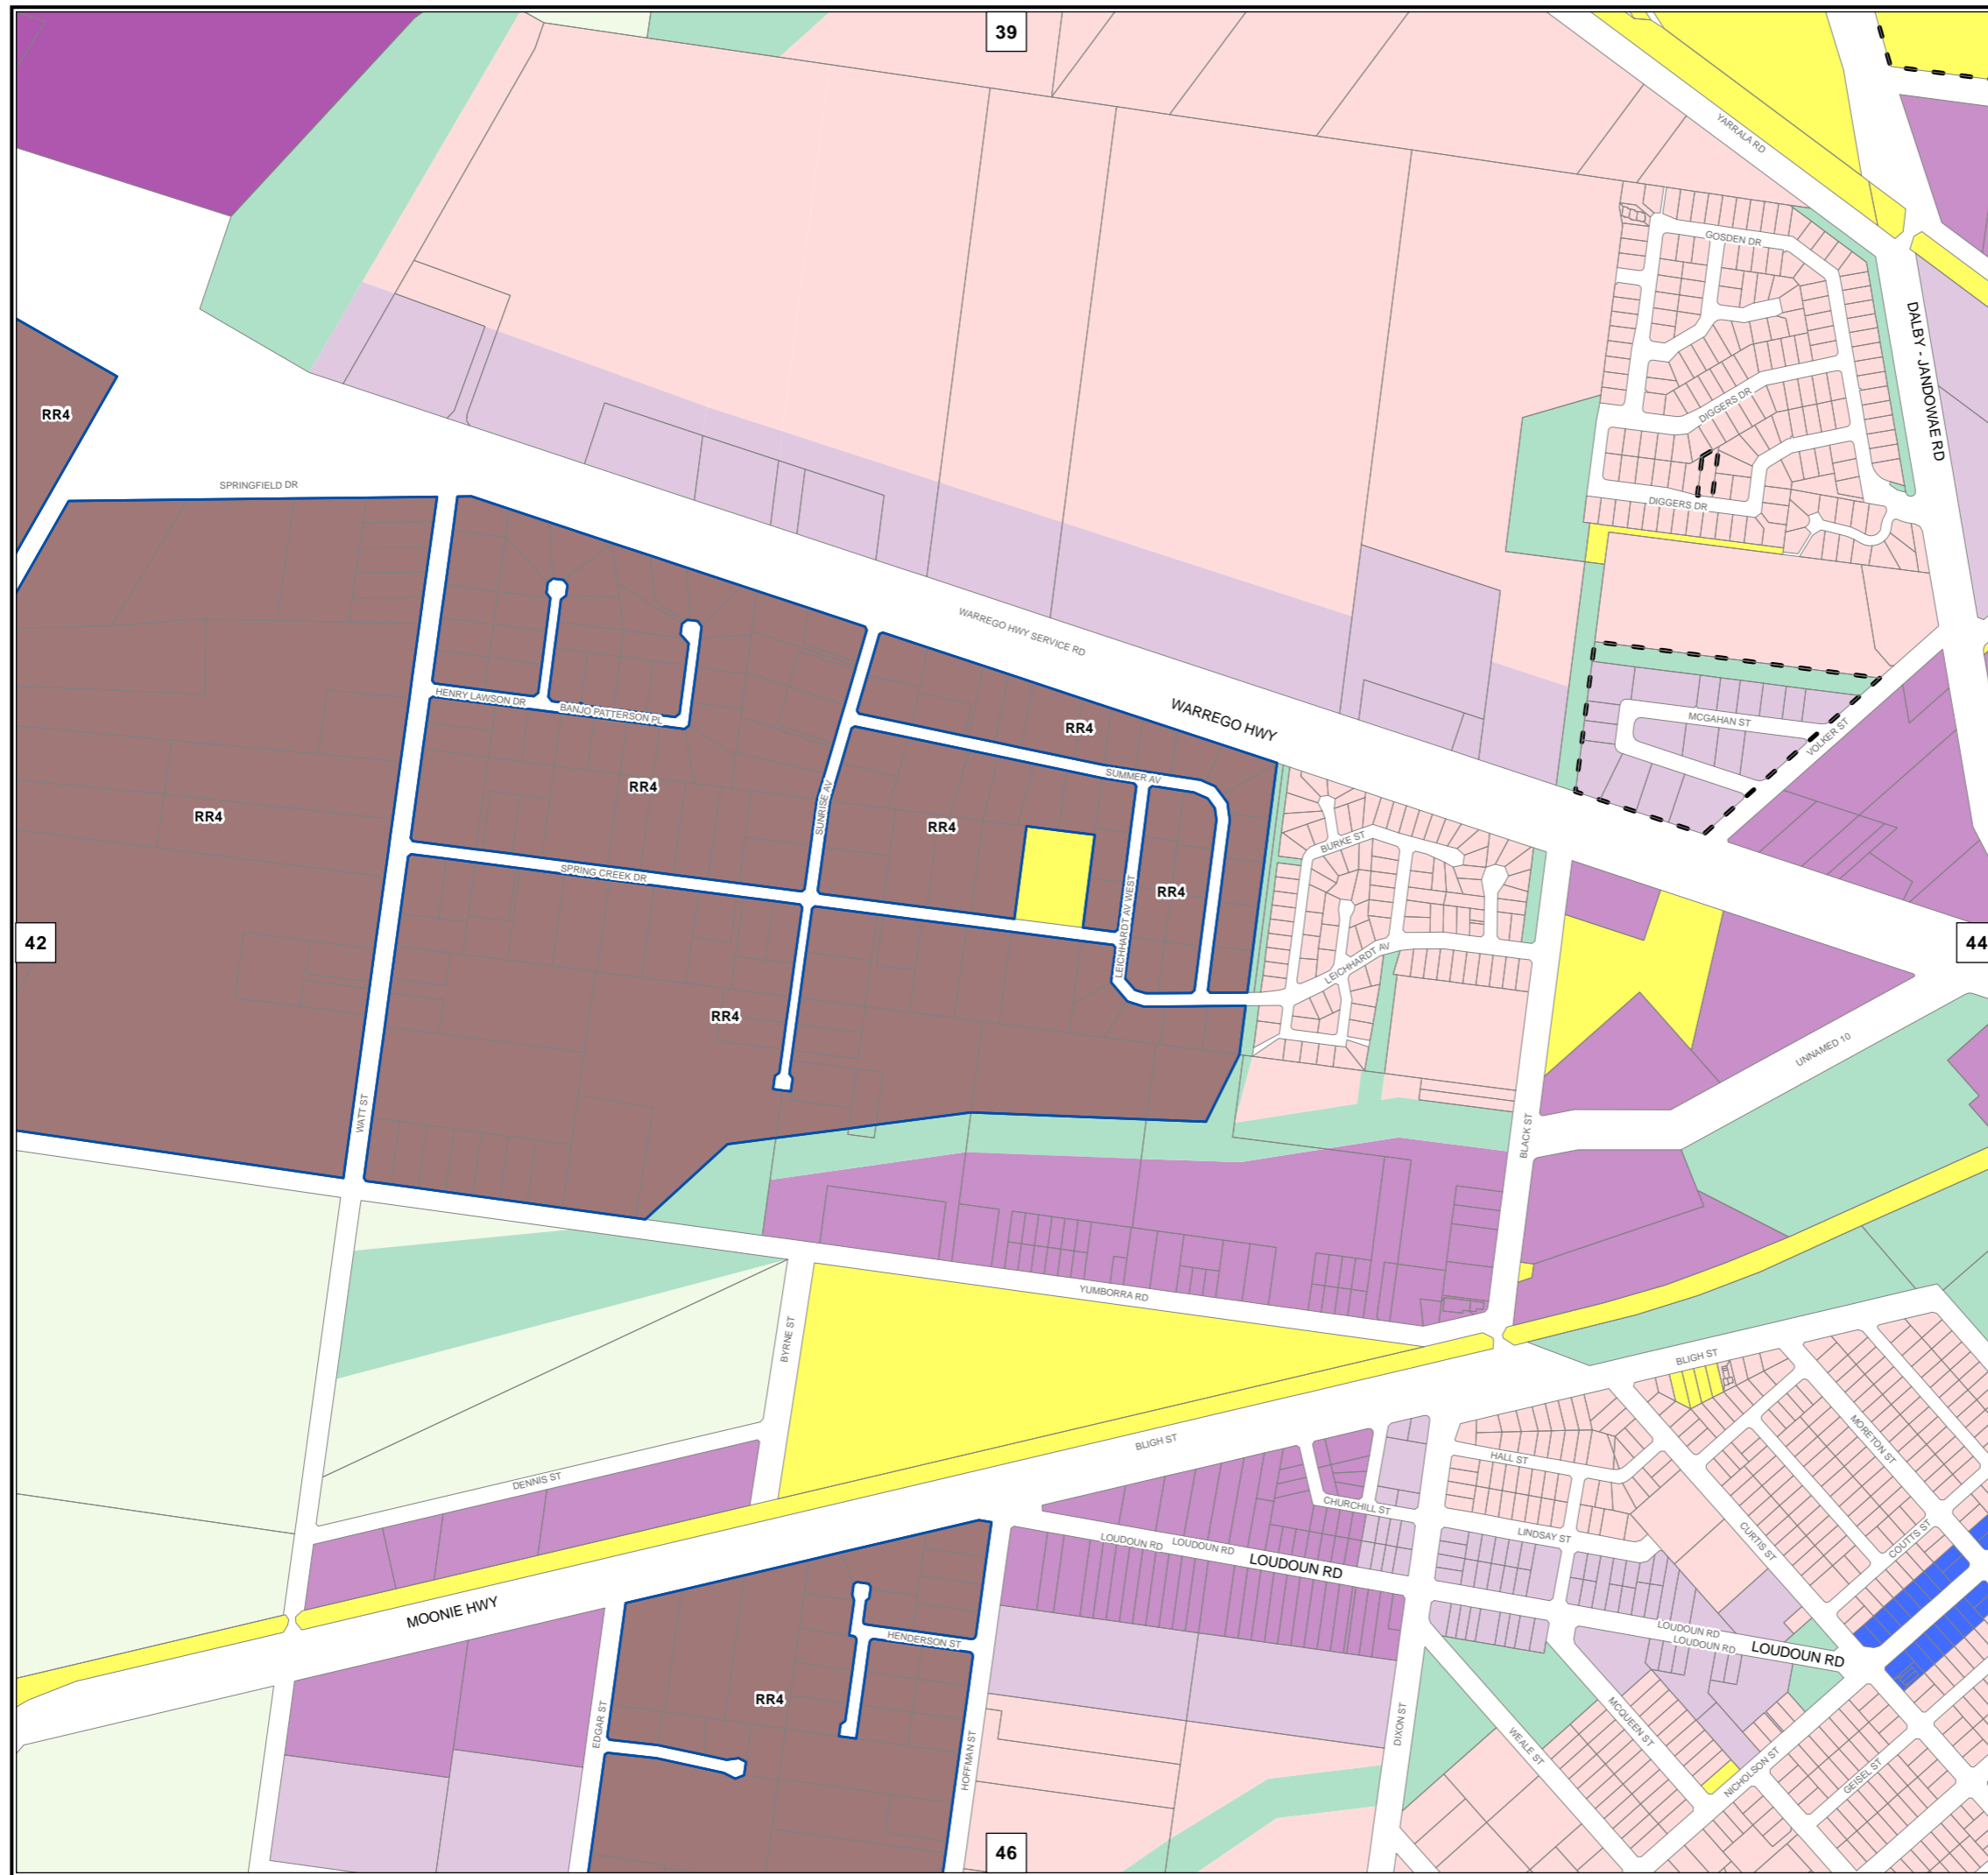 39
YARRALA RD
GOSDEN DR
DALBY - JANDOWAE RD
DIGGERS DR
RR4
SPRINGFIELD DR
DIGGERS DR
WARREGO HWY SERVICE RD
HENRY LAWSON DR
BANJO PATTERSON PL
WARREGO HWY
MCGAHAN ST
VOLKER ST
RR4
SUMMER AV
RR4
SUNRISE AV
RR4
RR4
BURKE ST
SPRING CREEK DR
RR4
LEICHHARDT AV WEST
42
LEICHHARDT AV
44
RR4
UNNAMED 10
WATT ST
BLACK ST
YUMBORRA RD
BYRNE ST
BLIGH ST
MORETON ST
BLIGH ST
HALL ST
DENNIS ST
CHURCHILL ST
LINDSAY ST
CURTIS ST
COUTTS ST
LOUDOUN RD
LOUDOUN RD
LOUDOUN RD
MOONIE HWY
HENDERSON ST
LOUDOUN RD
LOUDOUN RD
LOUDOUN RD
RR4
EDGAR ST
HOFFMAN ST
DIXON ST
WEALE ST
MCQUEEN ST
NICHOLSON ST
GEISEL ST
46